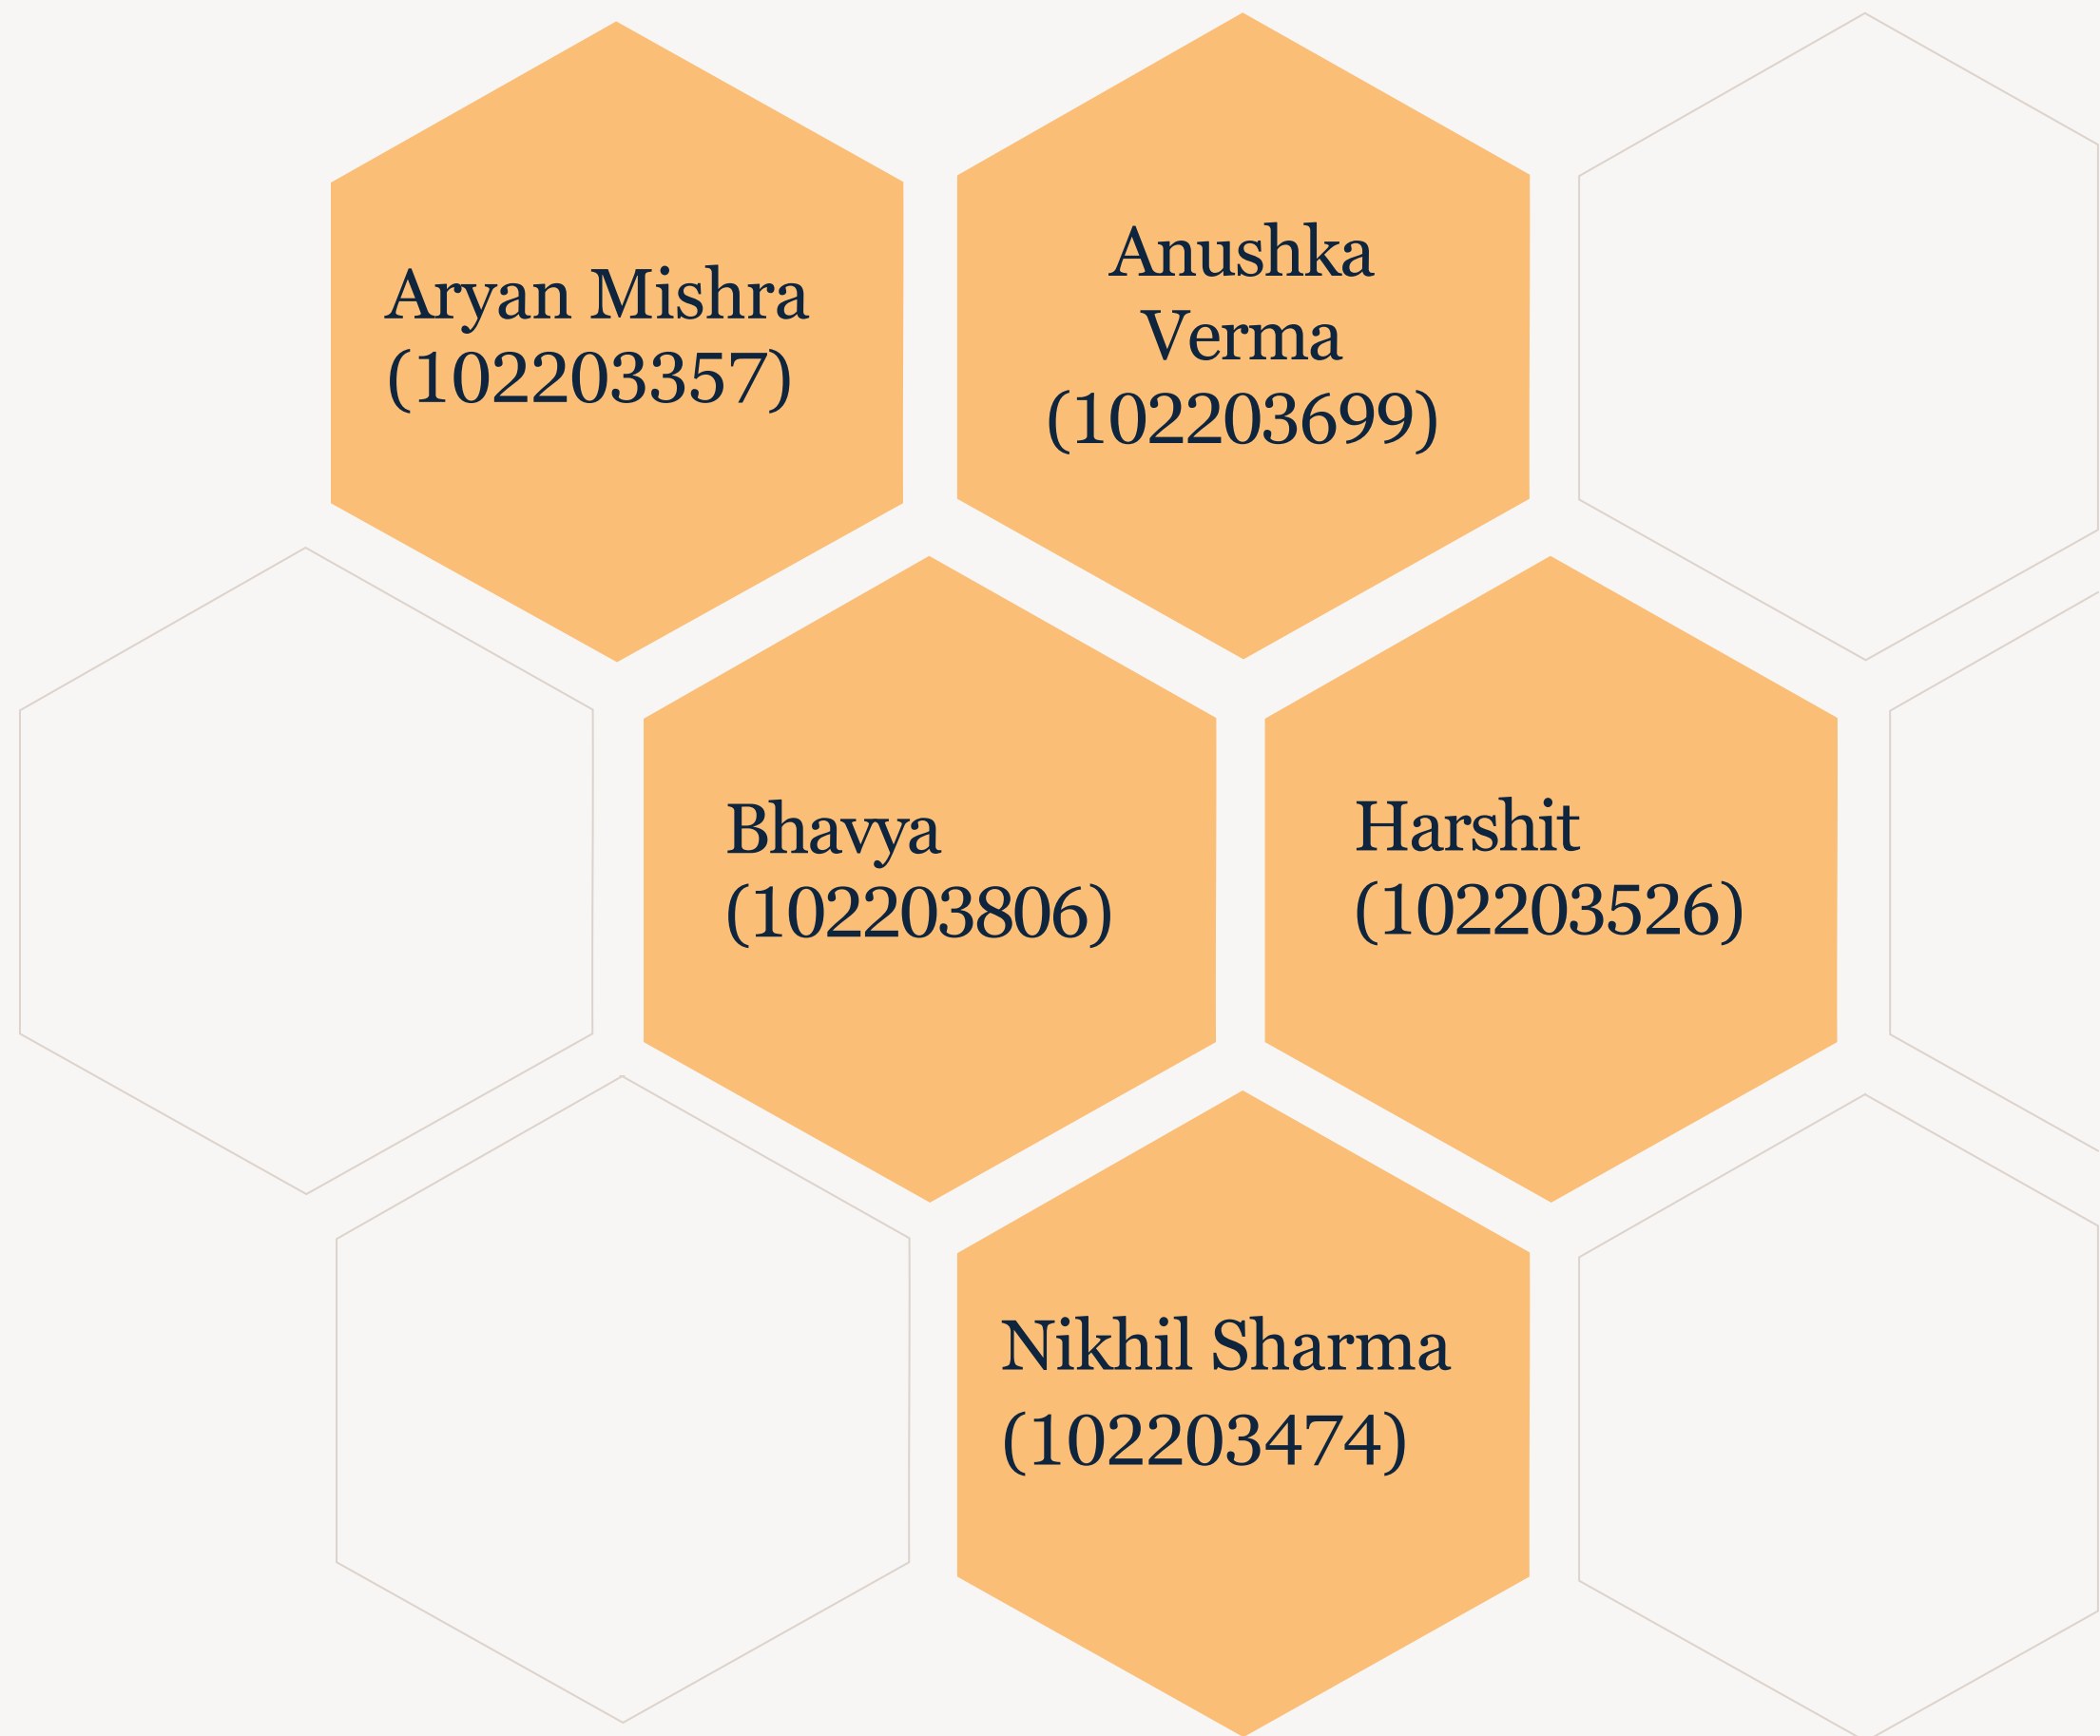 Aryan Mishra
(102203357)
Anushka
Verma
(102203699)
Bhavya
(102203806)
Harshit
(102203526)
Nikhil Sharma
(102203474)